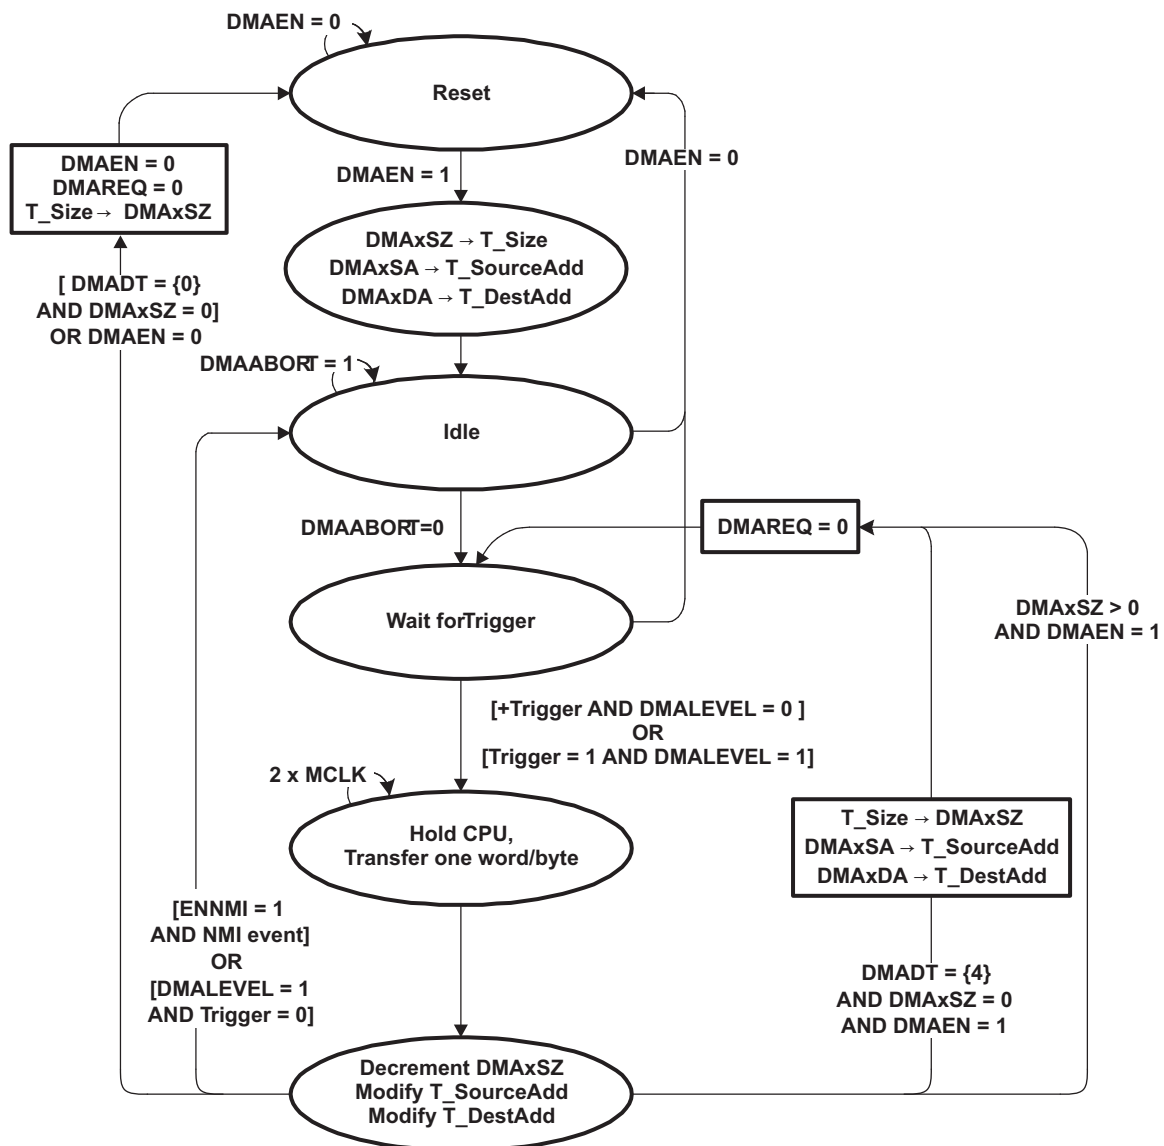 DMAEN = 0
Reset
DMAEN = 0
DMAREQ = 0
T_Size → DMAxSZ
DMAEN = 1
DMAEN = 0
DMAxSZ → T_Size
DMAxSA → T_SourceAdd
DMAxDA → T_DestAdd
[ DMADT = {0}
AND DMAxSZ = 0]
OR DMAEN = 0
DMAABORT = 1
Idle
DMAABORT=0
DMAREQ = 0
Wait forTrigger
DMAxSZ > 0
AND DMAEN = 1
[+Trigger AND DMALEVEL = 0 ]
OR
[Trigger = 1 AND DMALEVEL = 1]
2 x MCLK
Hold CPU,
Transfer one word/byte
T_Size → DMAxSZ
DMAxSA → T_SourceAdd
DMAxDA → T_DestAdd
[ENNMI = 1
AND NMI event]
OR
[DMALEVEL = 1
AND Trigger = 0]
DMADT = {4}
AND DMAxSZ = 0
AND DMAEN = 1
Decrement DMAxSZ
Modify T_SourceAdd
Modify T_DestAdd